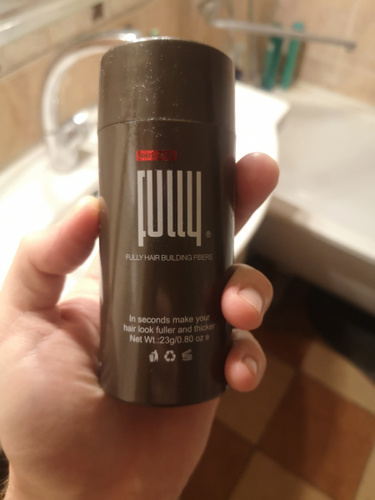 fully®
FULLY HAIR BUILDING FIBERS
In seconds make your
hair look fuller and thicker
Net Wt.:23g/0.80 oz e